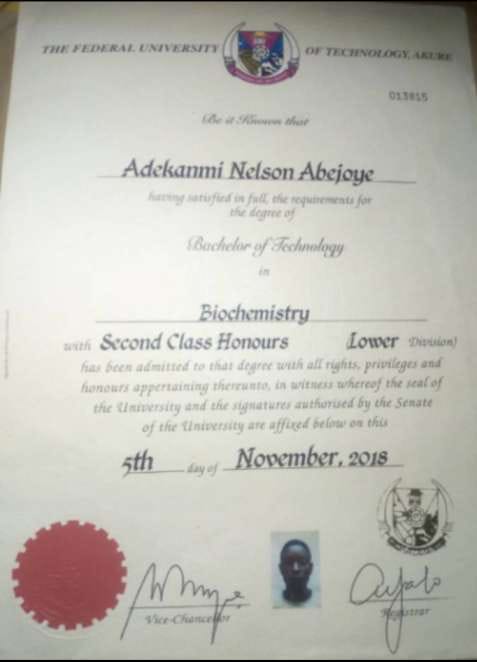 THE FEDERAL UNIVERSITY OF TECHNOLOGY, AKURE
013815
Be it Known that
Adekanmi Nelson Abejoye
having satisfied in full, the requirements for
the degree of
Bachelor of Technology
in
Biochemistry
with Second Class Honours (Lower Division)
has been admitted to that degree with all rights, privileges and
honours appertaining thereunto, in witness whereof the seal of
the University and the signatures authorised by the Senate
of the University are affixed below on this
5th day of November, 2018
Vice-Chancellor
Registrar